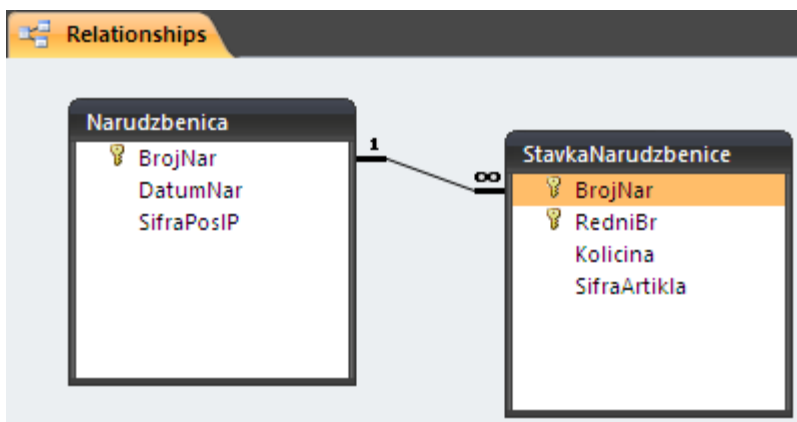 Relationships
Narudzbenica
BrojNar
DatumNar
SifraPosIP
1
∞
StavkaNarudzbenice
BrojNar
RedniBr
Kolicina
SifraArtikla